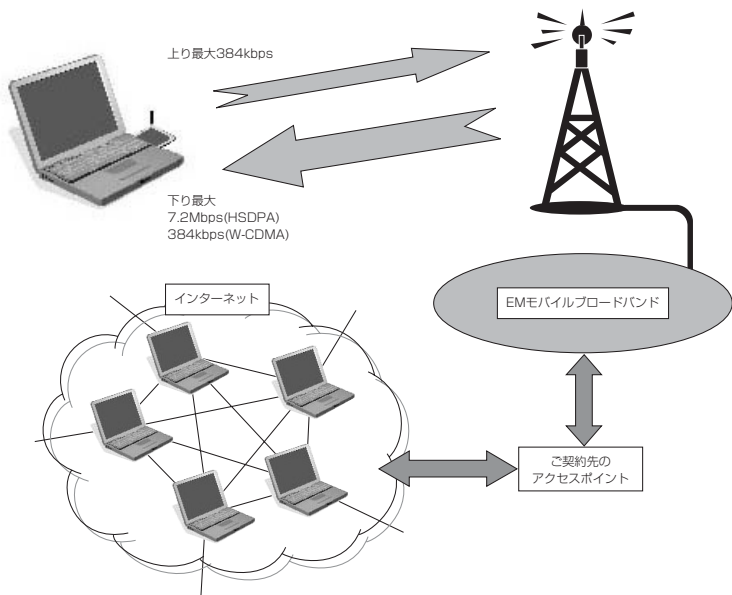 上り最大384kbps
下り最大
7.2Mbps(HSDPA)
384kbps(W-CDMA)
インターネット
EMモバイルブロードバンド
ご契約先の
アクセスポイント